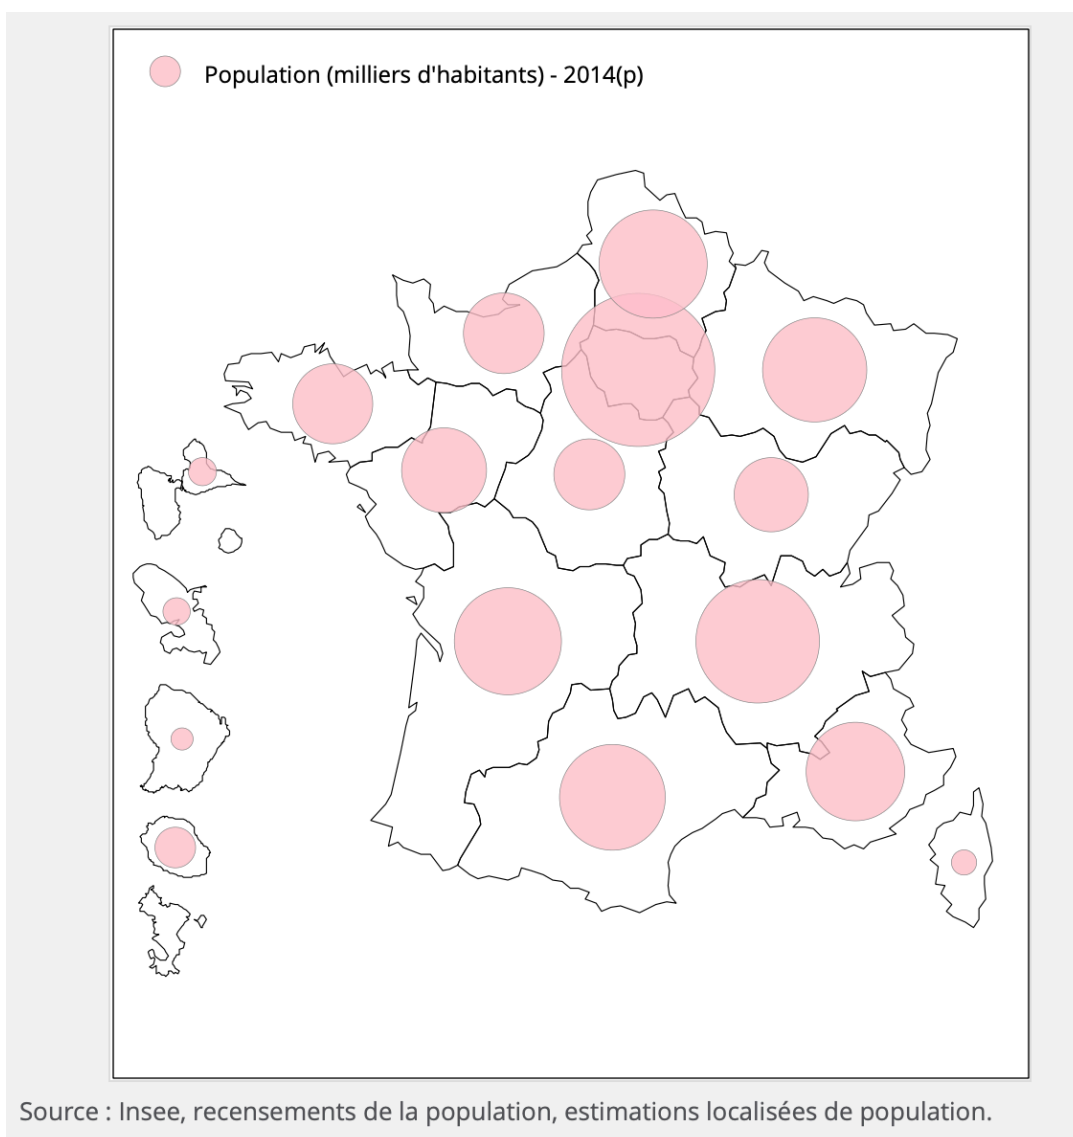 Population (milliers d'habitants) - 2014(p)
Source : Insee, recensements de la population, estimations localisées de population.